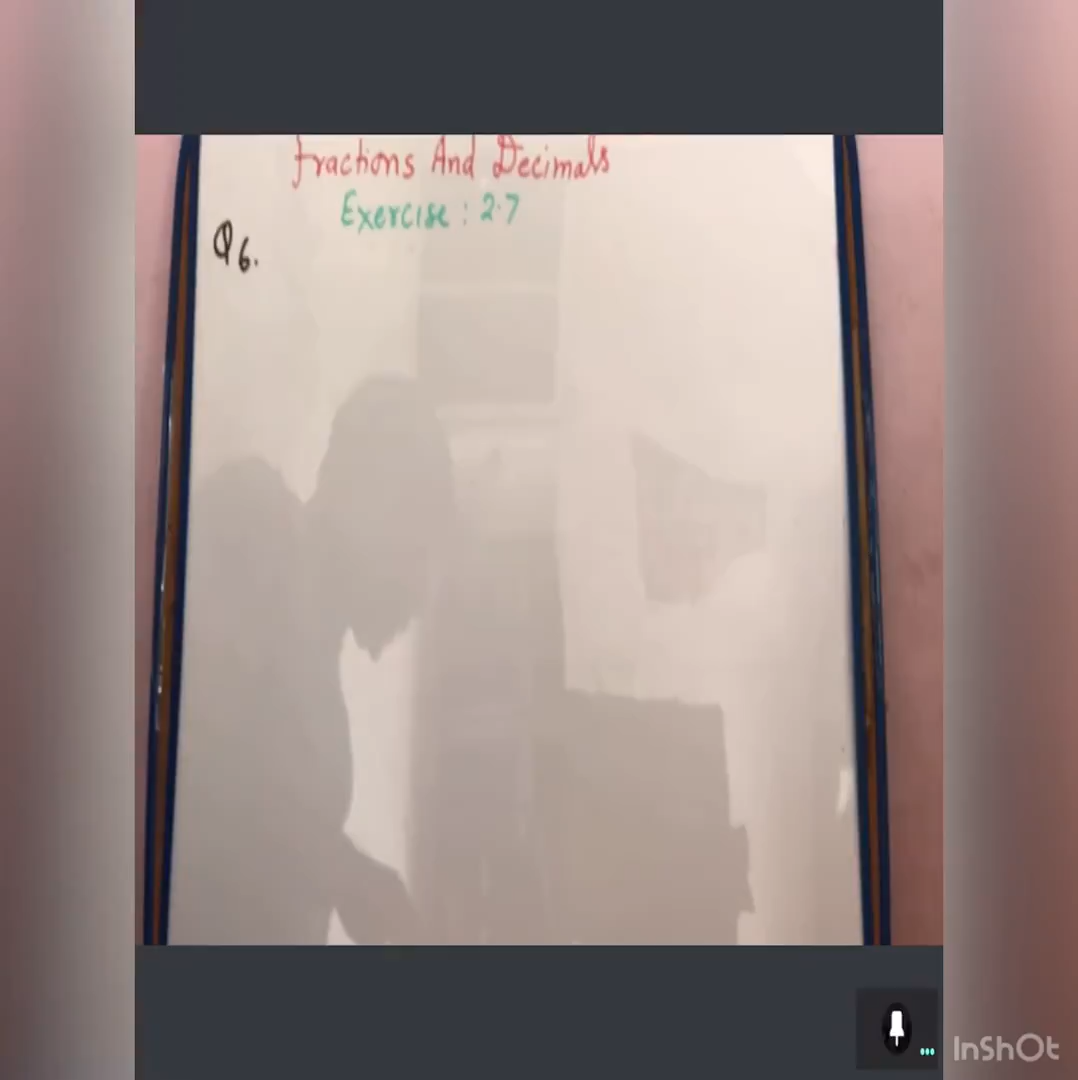 Fractions And Decimals
Exercise : 2.7
Q6.
InShOt